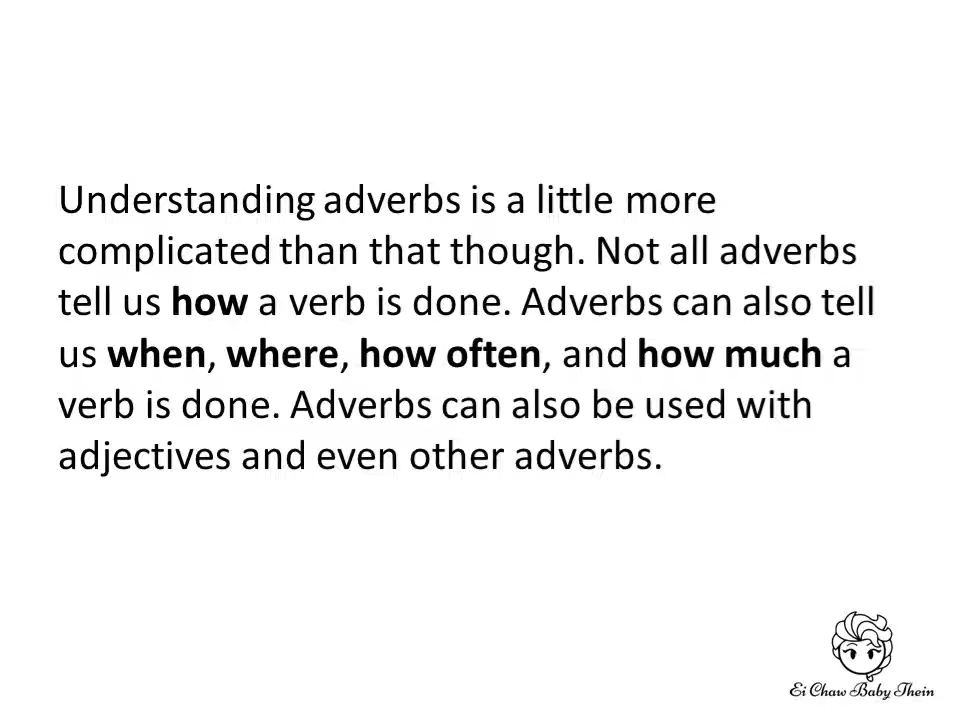 Understanding adverbs is a little more
complicated than that though. Not all adverbs
tell us how a verb is done. Adverbs can also tell
us when, where, how often, and how much a
verb is done. Adverbs can also be used with
adjectives and even other adverbs.
Ei Chaw Baby Thein